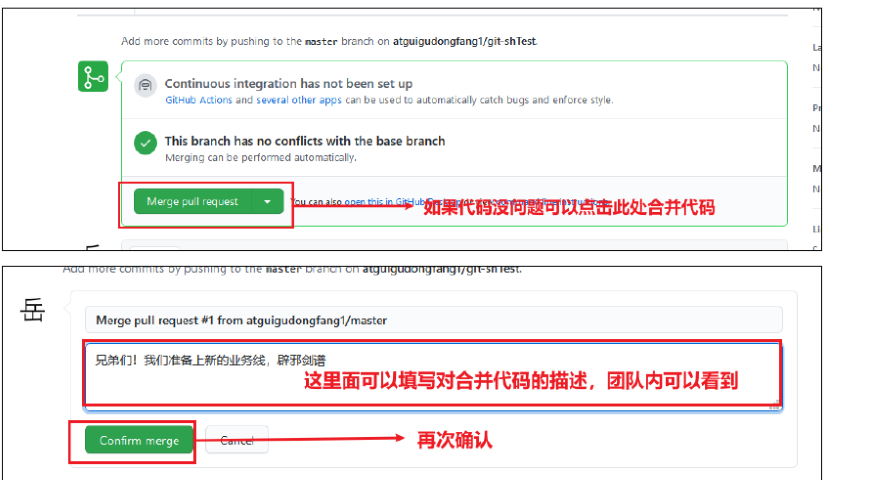 Add more commits by pushing to the master branch on atguigudongfang1/git-shTest.
La
N
Continuous integration has not been set up
GitHub Actions and several other apps can be used to automatically catch bugs and enforce style.
Pr
N
This branch has no conflicts with the base branch
Merging can be performed automatically.
M
N
Merge pull request
You can also open this in GitHub
如果代码没问题可以点击此处合并代码
Li
Add more commits by pushing to the master branch on atguigudongfang1/git-shTest.
岳
Merge pull request #1 from atguigudongfang1/master
兄弟们！我们准备上新的业务线，辟邪剑谱
这里面可以填写对合并代码的描述，团队内可以看到
Confirm merge
Cancel
再次确认